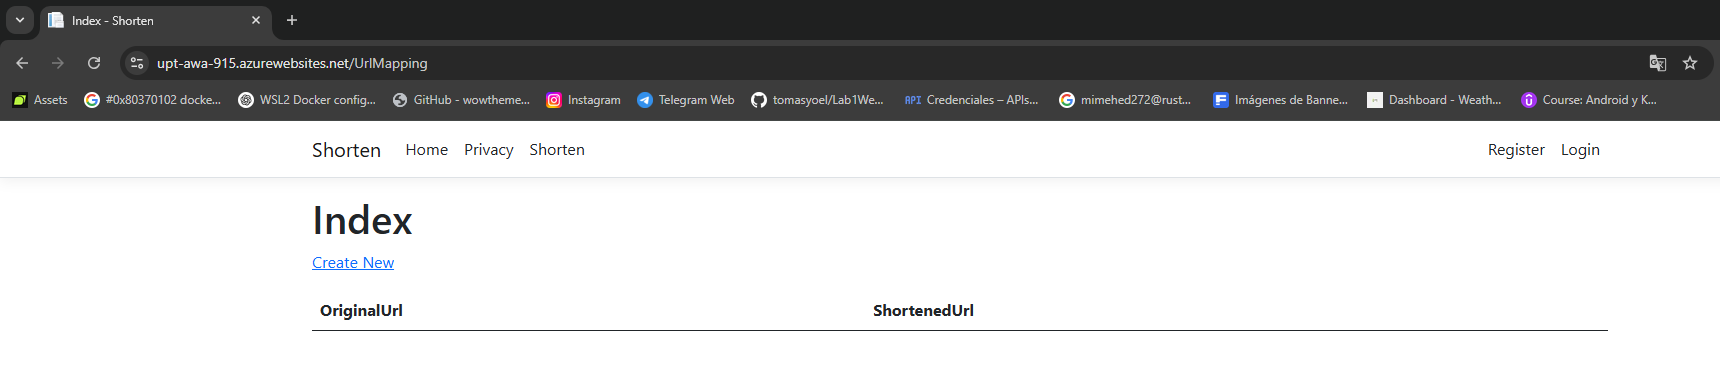 Index - Shorten
upt-awa-915.azurewebsites.net/UrlMapping
Assets #0x80370102 docke... WSL2 Docker config... GitHub - wowtheme... Instagram Telegram Web tomasyoel/Lab1We... API Credenciales – APIs... mimehed272@rust... Imágenes de Banne... Dashboard - Weath... Course: Android y K...
Shorten Home Privacy Shorten Register Login
Index
Create New
OriginalUrl ShortenedUrl